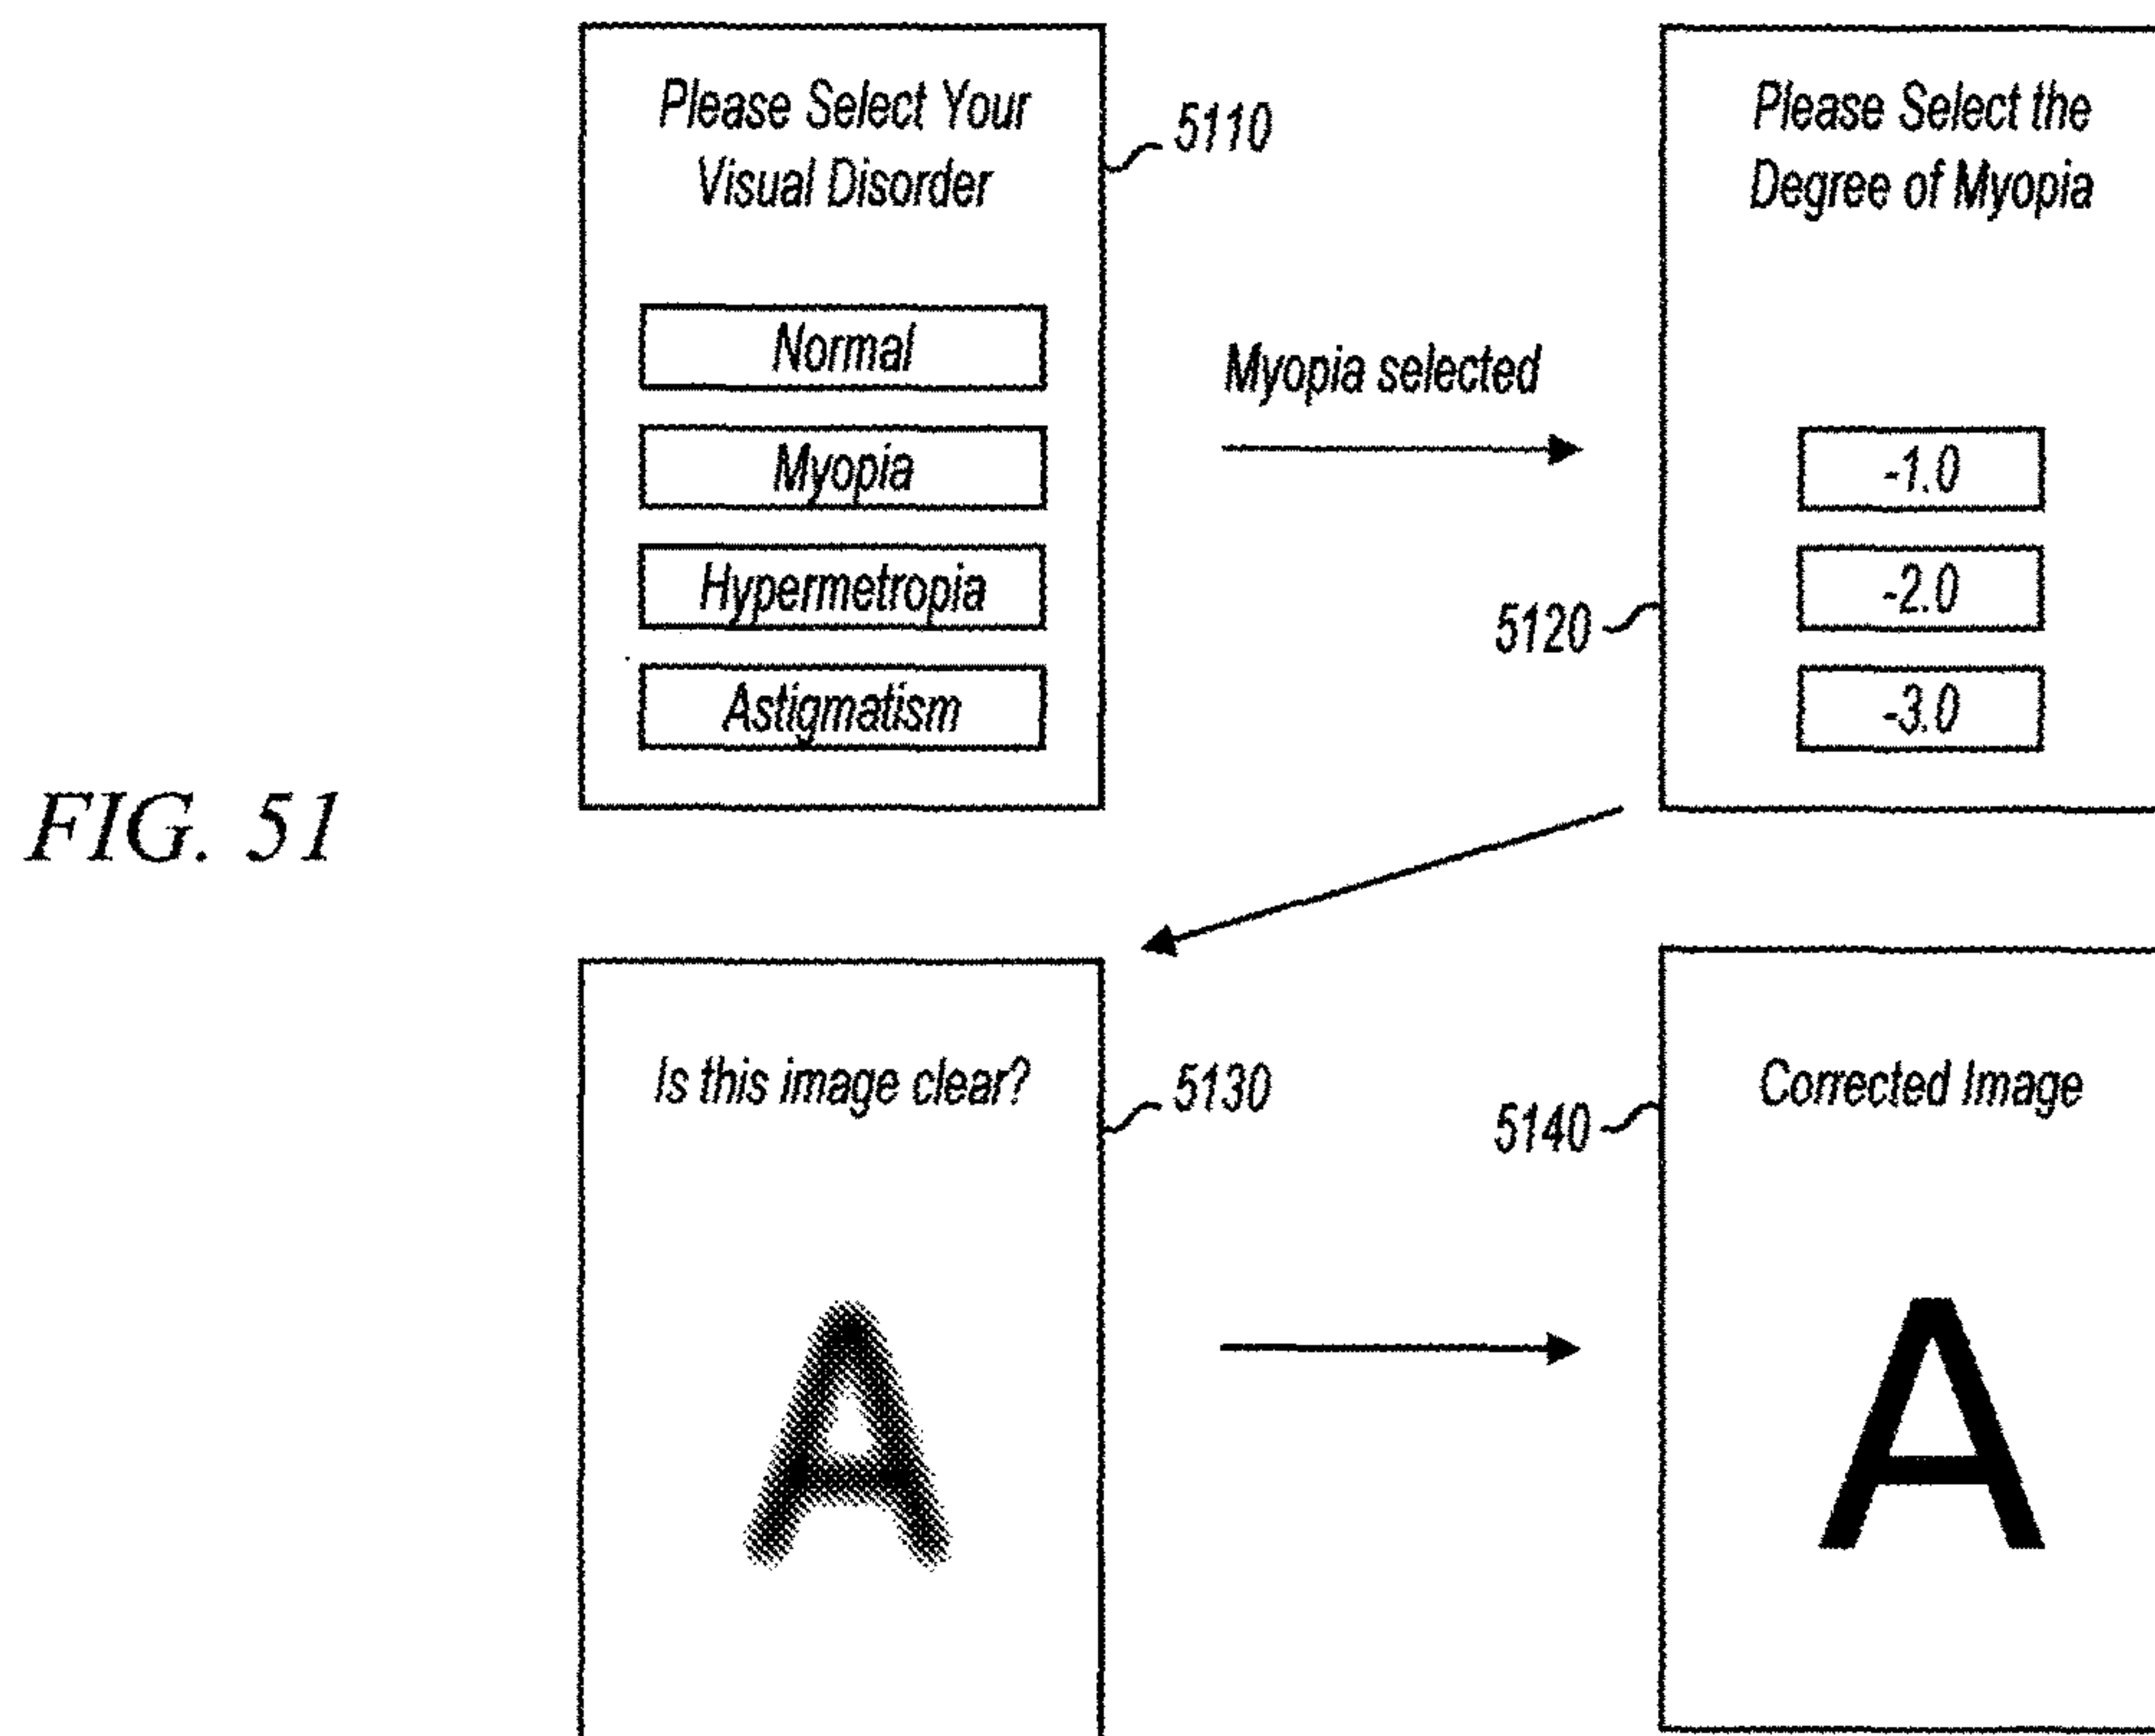 Please Select Your
Visual Disorder
5110
Normal
Myopia
Hypermetropia
Astigmatism
Myopia selected
Please Select the
Degree of Myopia
-1.0
-2.0
-3.0
5120
FIG. 51
Is this image clear?
5130
A
5140
Corrected Image
A